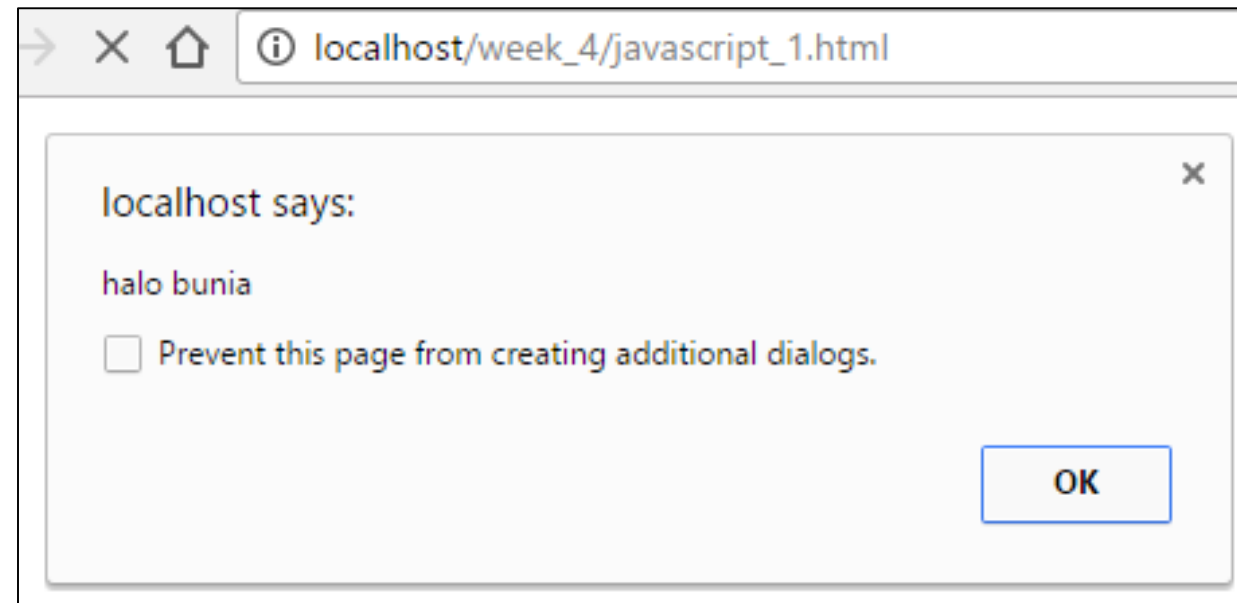 localhost/week_4/javascript_1.html
localhost says:
halo bunia
Prevent this page from creating additional dialogs.
OK